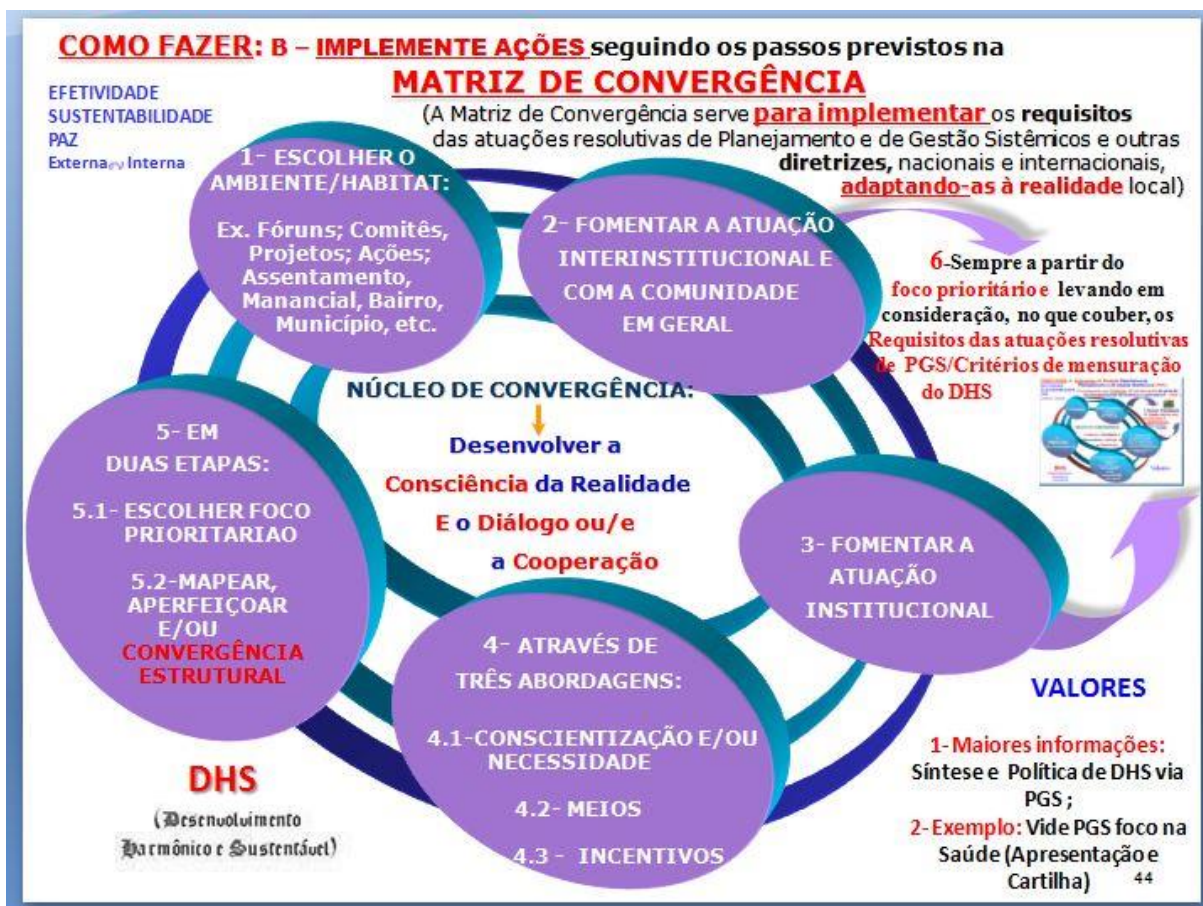 COMO FAZER: B – IMPLEMENTE AÇÕES seguindo os passos previstos na
MATRIZ DE CONVERGÊNCIA
(A Matriz de Convergência serve para implementar os requisitos
das atuações resolutivas de Planejamento e de Gestão Sistêmicos e outras
diretrizes, nacionais e internacionais,
adaptando-as à realidade local)
EFETIVIDADE
SUSTENTABILIDADE
PAZ
Externa Interna
1- ESCOLHER O
AMBIENTE/HABITAT:
Ex. Fóruns; Comitês,
Projetos; Ações;
Assentamento,
Manancial, Bairro,
Município, etc.
2- FOMENTAR A ATUAÇÃO
INTERINSTITUCIONAL E
COM A COMUNIDADE
EM GERAL
6-Sempre a partir do
foco prioritário e levando em
consideração, no que couber, os
Requisitos das atuações resolutivas
de PGS/Critérios de mensuração
do DHS
NÚCLEO DE CONVERGÊNCIA:
Desenvolver a
Consciência da Realidade
E o Diálogo ou/e
a Cooperação
3- FOMENTAR A
ATUAÇÃO
INSTITUCIONAL
4- ATRAVÉS DE
TRÊS ABORDAGENS:
4.1-CONSCIENTIZAÇÃO E/OU
NECESSIDADE
4.2- MEIOS
4.3 - INCENTIVOS
5- EM
DUAS ETAPAS:
5.1- ESCOLHER FOCO
PRIORITARIAO
5.2-MAPEAR,
APERFEIÇOAR
E/OU
CONVERGÊNCIA
ESTRUTURAL
DHS
(Desenvolvimento
Harmônico e Sustentável)
VALORES
1- Maiores informações:
Síntese e Política de DHS via
PGS ;
2- Exemplo: Vide PGS foco na
Saúde (Apresentação e
Cartilha)
44